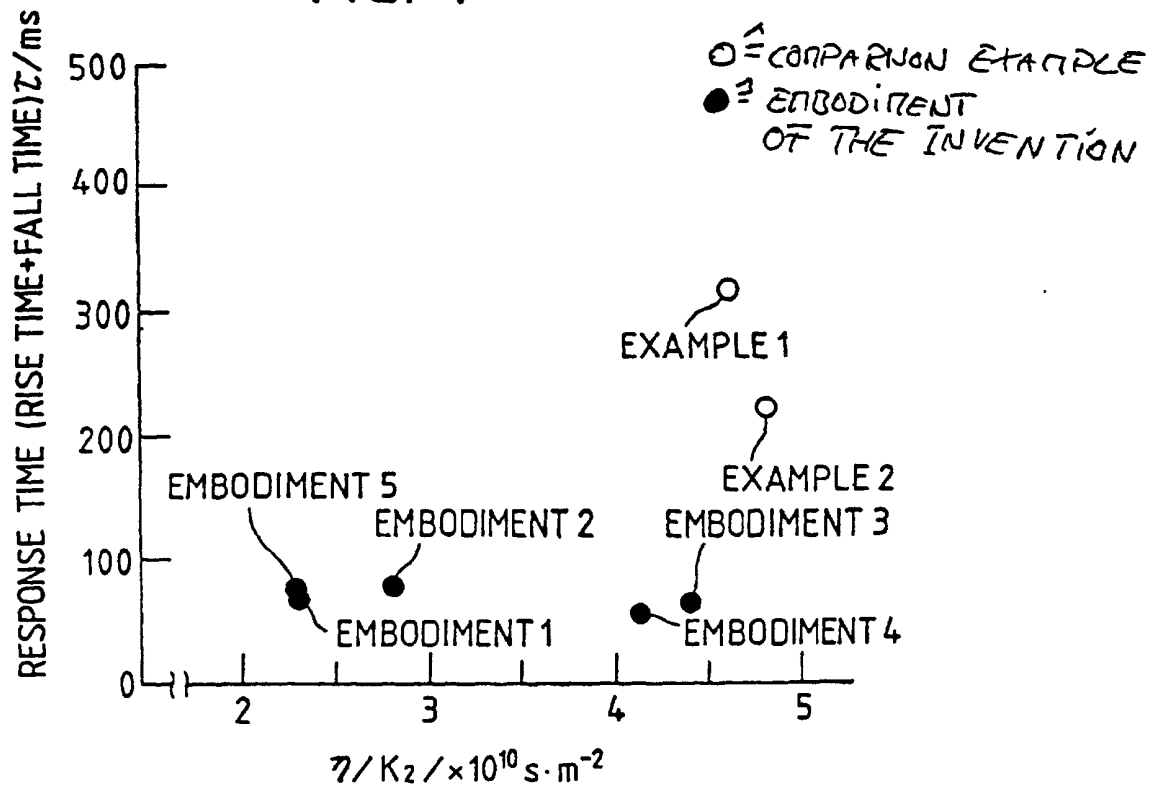 ○ ≙ COMPARISON EXAMPLE
● ≙ EMBODIMENT
OF THE INVENTION
RESPONSE TIME (RISE TIME+FALL TIME) τ/ms
500
400
300
200
100
0
EXAMPLE 1
EXAMPLE 2
EMBODIMENT 5
EMBODIMENT 2
EMBODIMENT 3
EMBODIMENT 1
EMBODIMENT 4
2
3
4
5
η/K₂/×10¹⁰ s·m⁻²